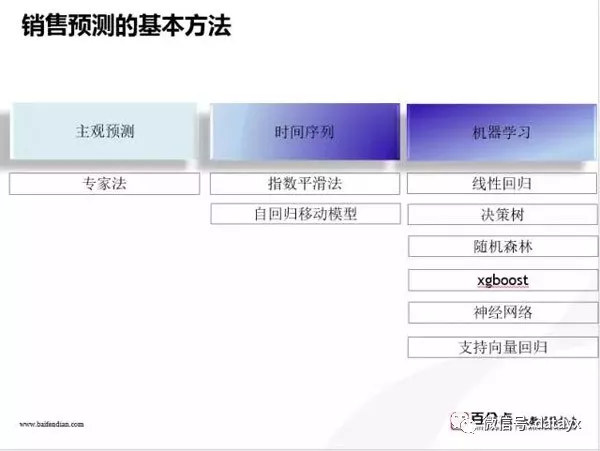 销售预测的基本方法
主观预测
专家法
时间序列
指数平滑法
自回归移动模型
机器学习
线性回归
决策树
随机森林
xgboost
神经网络
支持向量回归
www.baifendian.com
百分点
微信号: datayx